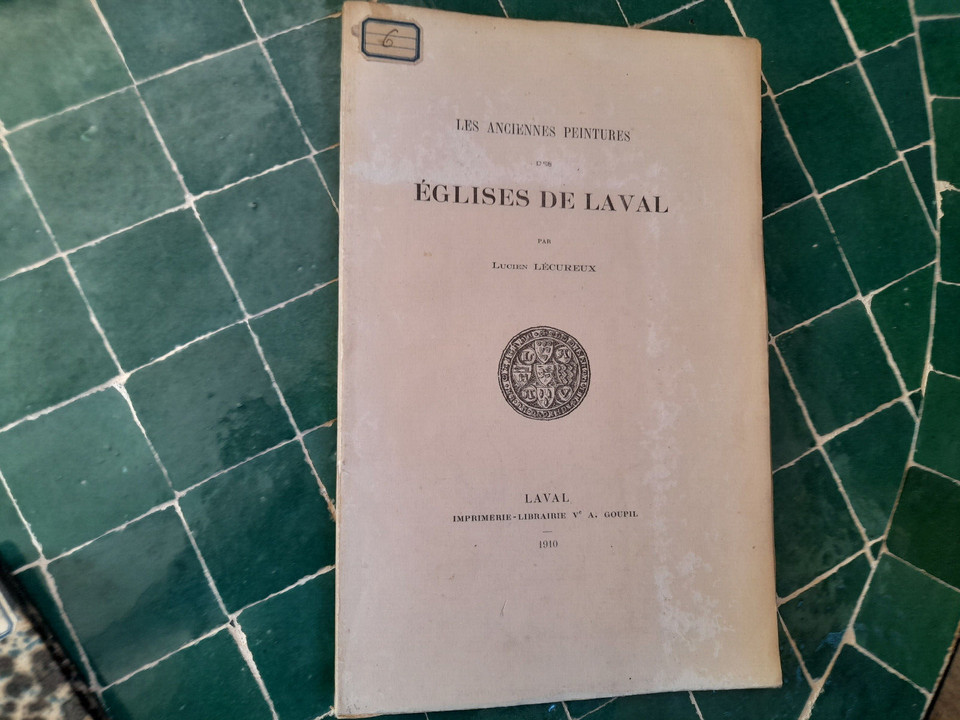 6
LES ANCIENNES PEINTURES
DES
ÉGLISES DE LAVAL
PAR
LUCIEN LÉCUREUX
LAVAL
IMPRIMERIE-LIBRAIRIE Vᵉ A. GOUPIL
1910